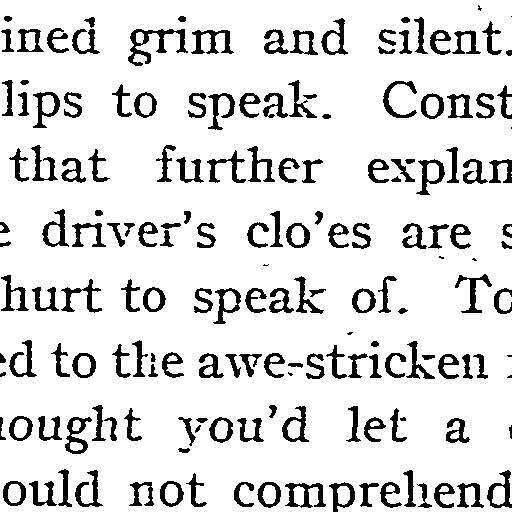 ined grim and silent.
lips to speak. Const
that further explan
e driver's clo'es are s
hurt to speak of. To
ed to the awe-stricken
ought you'd let a
ould not comprehend